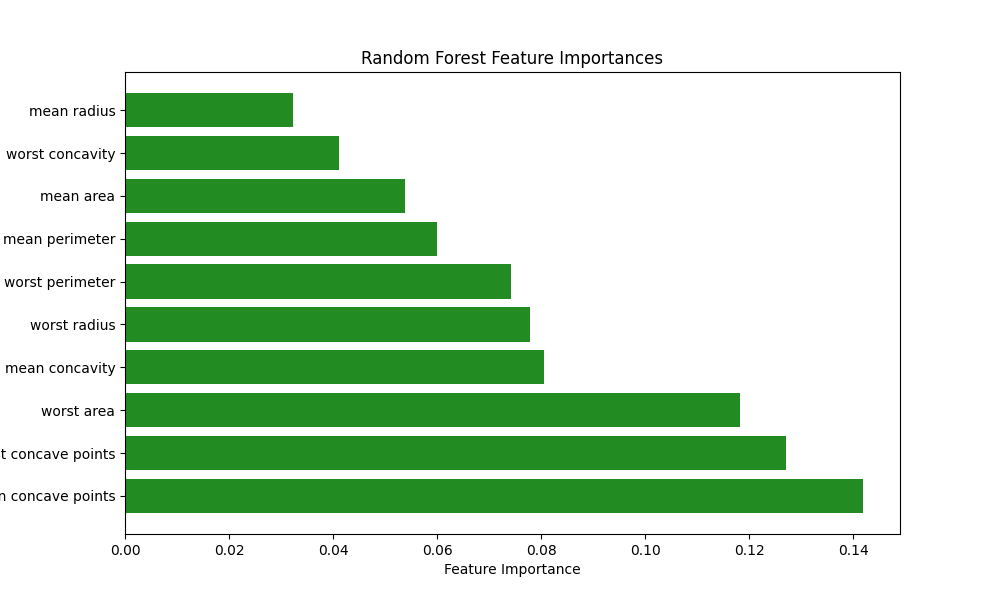 Random Forest Feature Importances
mean radius
worst concavity
mean area
mean perimeter
worst perimeter
worst radius
mean concavity
worst area
t concave points
n concave points
0.00 0.02 0.04 0.06 0.08 0.10 0.12 0.14
Feature Importance